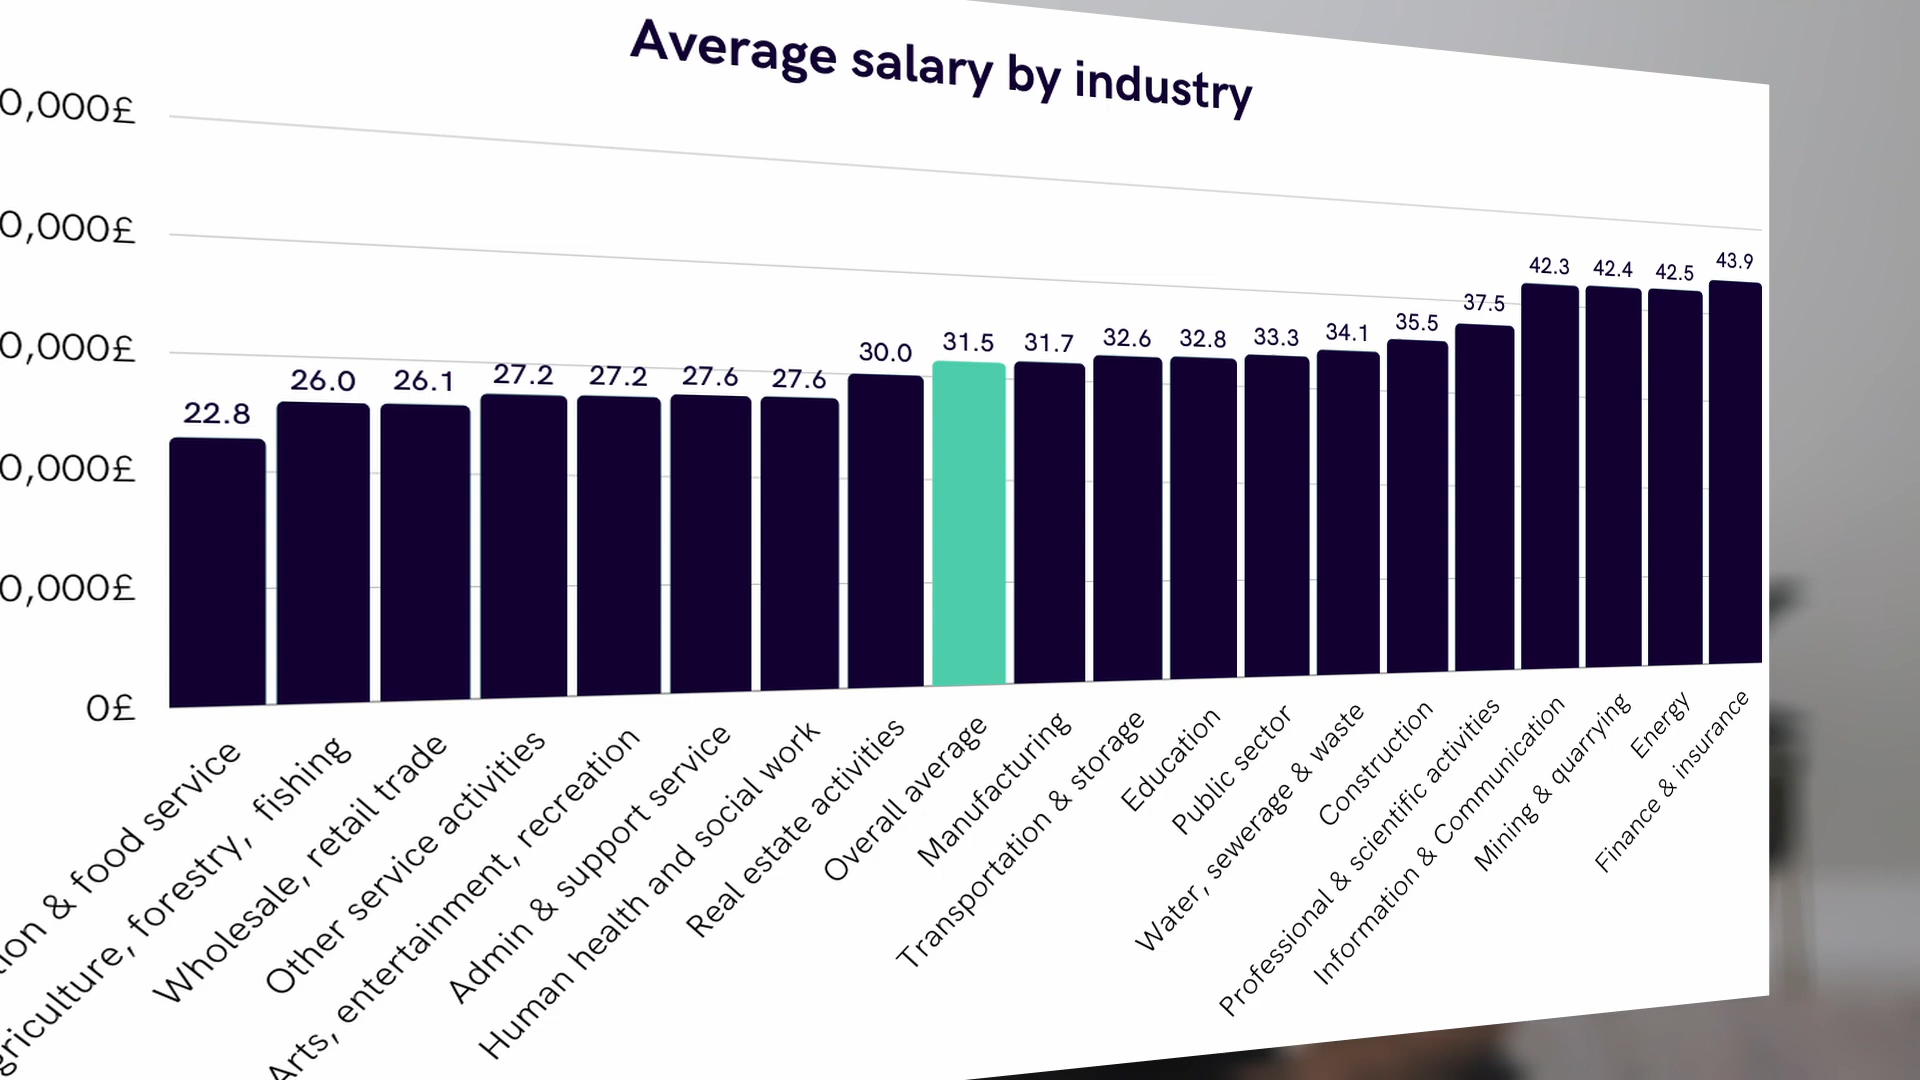 Average salary by industry
0,000£
0,000£
0,000£
0,000£
0,000£
0£
22.8
26.0
26.1
27.2
27.2
27.6
27.6
30.0
31.5
31.7
32.6
32.8
33.3
34.1
35.5
37.5
42.3
42.4
42.5
43.9
tion & food service
griculture, forestry, fishing
Wholesale, retail trade
Other service activities
Arts, entertainment, recreation
Admin & support service
Human health and social work
Real estate activities
Overall average
Manufacturing
Transportation & storage
Education
Public sector
Water, sewerage & waste
Construction
Professional & scientific activities
Information & Communication
Mining & quarrying
Energy
Finance & insurance